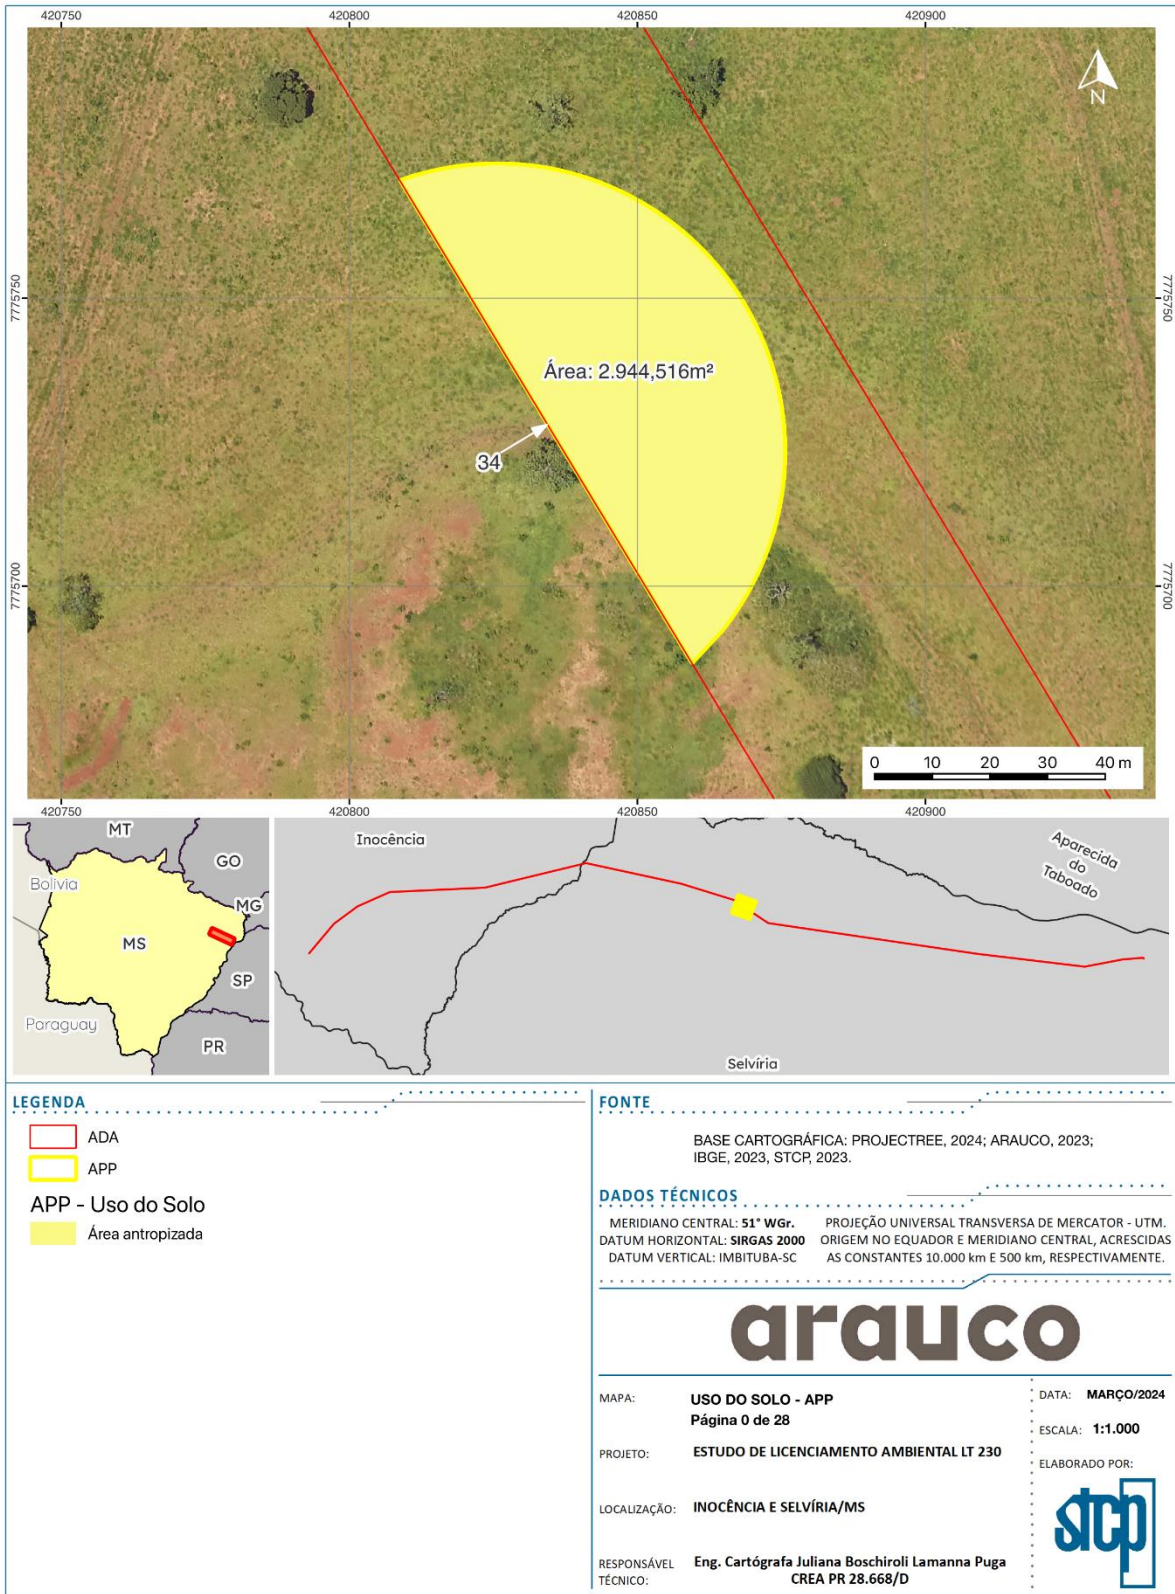 420750
420800
420850
420900
N
7775750
7775750
Área: 2.944,516m²
34
7775700
7775700
0 10 20 30 40 m
420750
420800
420850
420900
MT
GO
Bolivia
MG
MS
SP
Paraguay
PR
Inocência
Aparecida
do
Taboado
Selvíria
LEGENDA
ADA
APP
APP - Uso do Solo
Área antropizada
FONTE
BASE CARTOGRÁFICA: PROJECTREE, 2024; ARAUCO, 2023;
IBGE, 2023, STCP, 2023.
DADOS TÉCNICOS
MERIDIANO CENTRAL: 51° WGr.
DATUM HORIZONTAL: SIRGAS 2000
DATUM VERTICAL: IMBITUBA-SC
PROJEÇÃO UNIVERSAL TRANSVERSA DE MERCATOR - UTM.
ORIGEM NO EQUADOR E MERIDIANO CENTRAL, ACRESCIDAS
AS CONSTANTES 10.000 km E 500 km, RESPECTIVAMENTE.
arauco
MAPA: USO DO SOLO - APP
Página 0 de 28
PROJETO: ESTUDO DE LICENCIAMENTO AMBIENTAL LT 230
LOCALIZAÇÃO: INOCÊNCIA E SELVÍRIA/MS
RESPONSÁVEL TÉCNICO: Eng. Cartógrafa Juliana Boschiroli Lamanna Puga
CREA PR 28.668/D
DATA: MARÇO/2024
ESCALA: 1:1.000
ELABORADO POR:
stcp